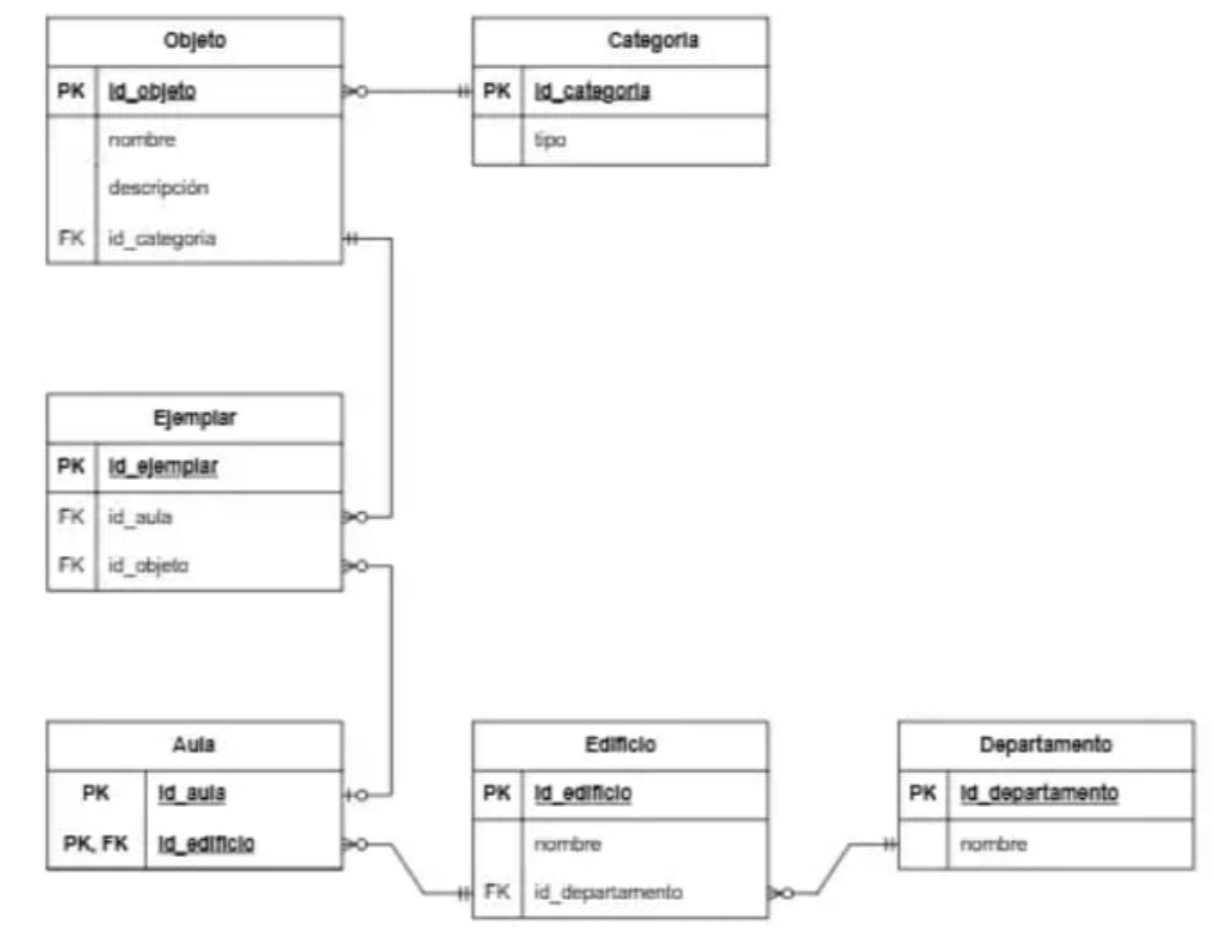 Objeto
PK id_objeto
nombre
descripción
FK id_categoria
Categoria
PK id_categoria
tipo
Ejemplar
PK id_ejemplar
FK id_aula
FK id_objeto
Aula
PK id_aula
PK, FK id_edificio
Edificio
PK id_edificio
nombre
FK id_departamento
Departamento
PK id_departamento
nombre